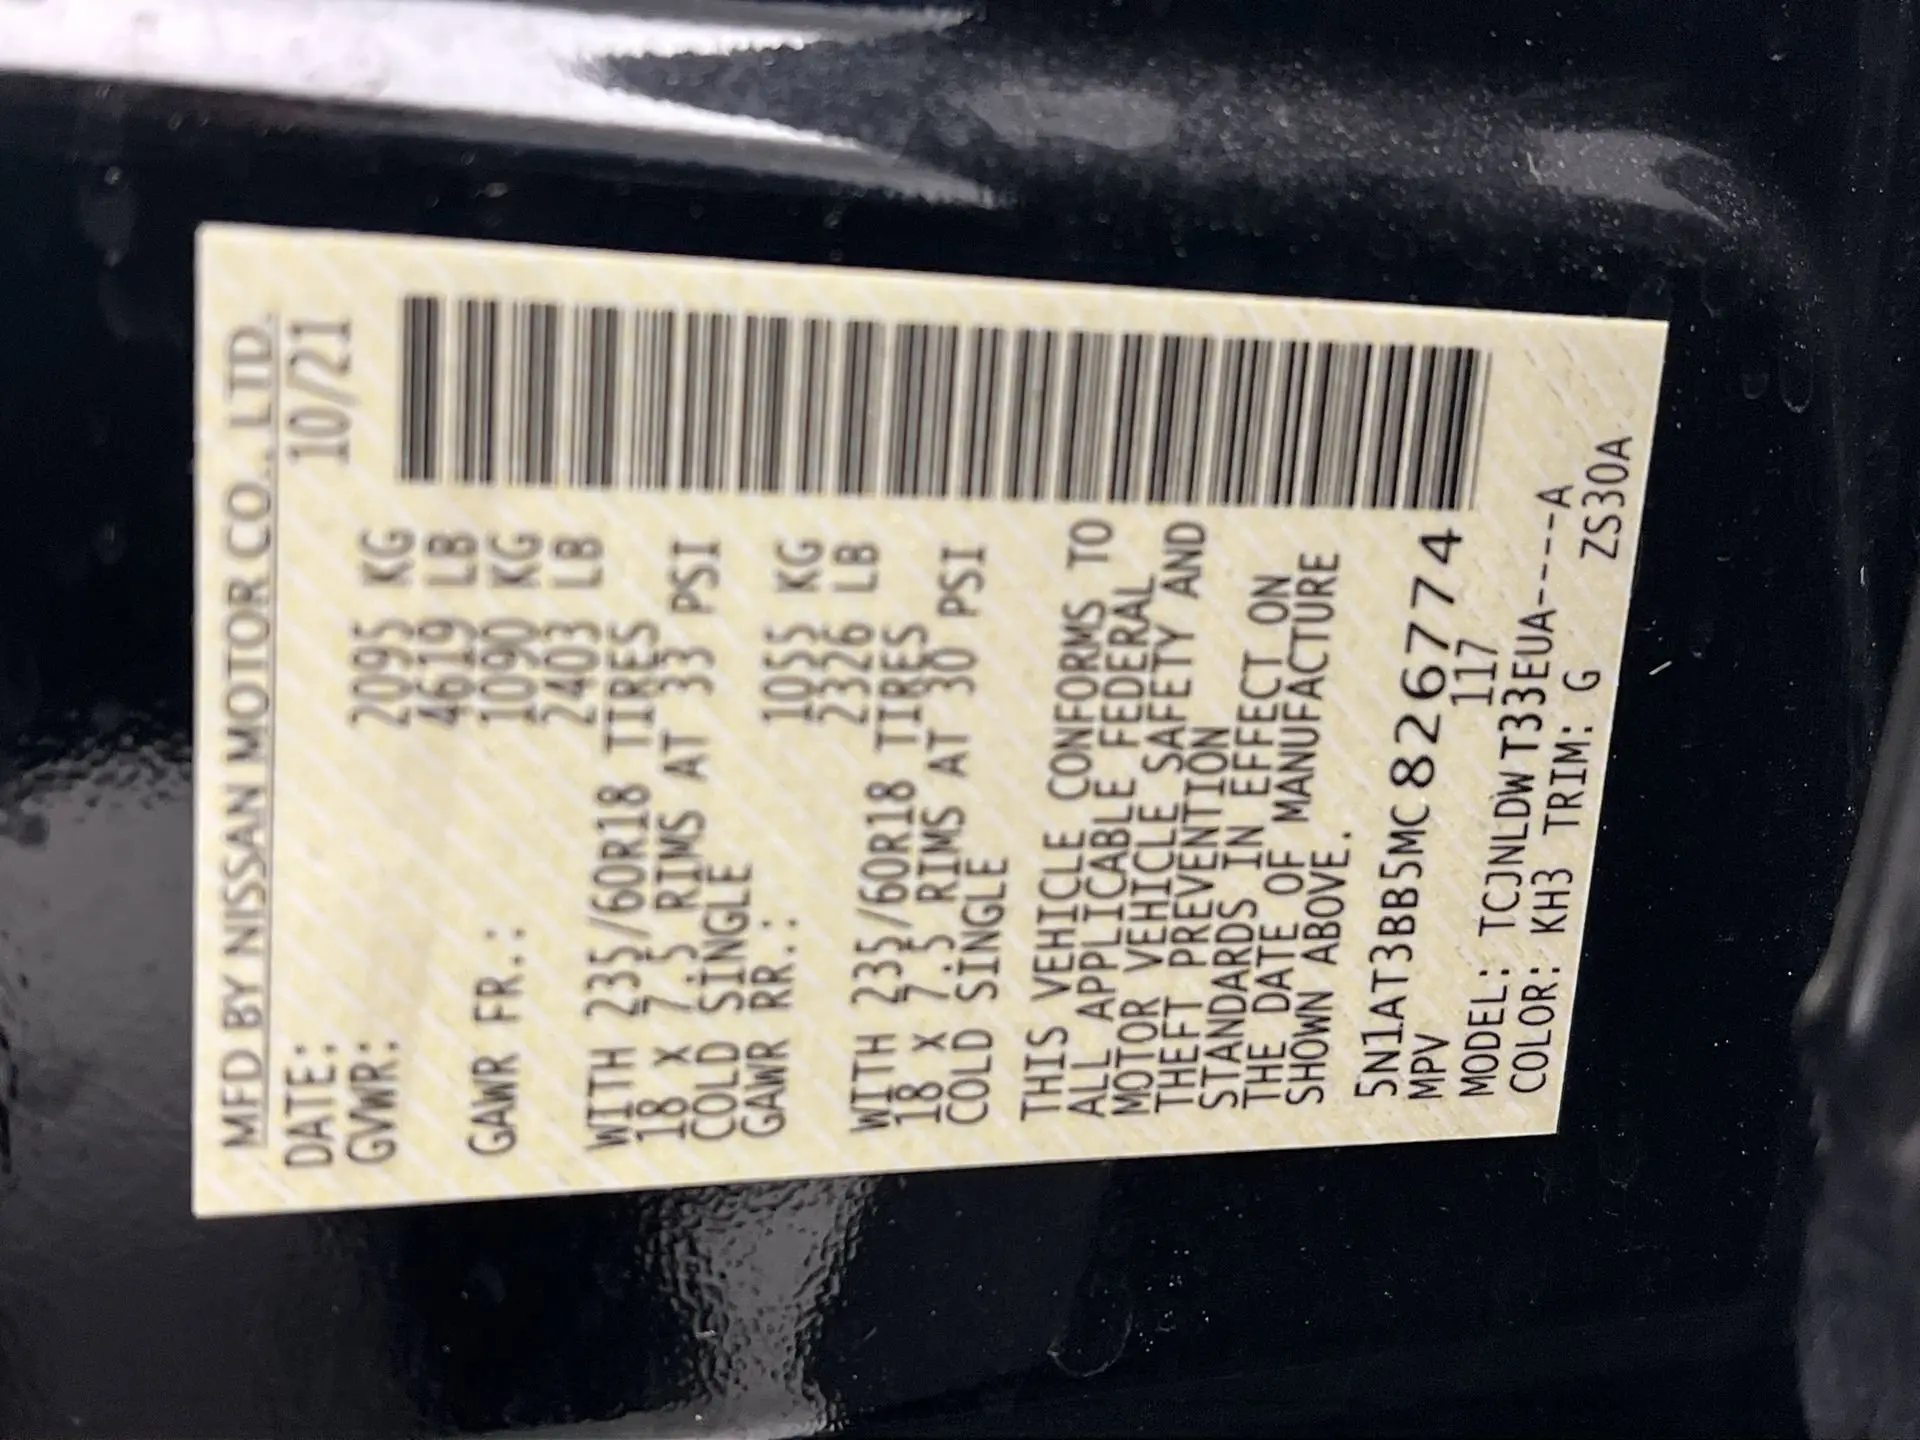 MFD BY NISSAN MOTOR CO., LTD.
DATE: 10/21
GVWR: 2095 KG
4619 LB
GAWR FR.: 1090 KG
2403 LB
WITH 235/60R18 TIRES
18 X 7.5 RIMS AT 33 PSI
COLD SINGLE
GAWR RR.: 1055 KG
2326 LB
WITH 235/60R18 TIRES
18 X 7.5 RIMS AT 30 PSI
COLD SINGLE
THIS VEHICLE CONFORMS TO
ALL APPLICABLE FEDERAL
MOTOR VEHICLE SAFETY AND
THEFT PREVENTION
STANDARDS IN EFFECT ON
THE DATE OF MANUFACTURE
SHOWN ABOVE.
5N1AT3BB5MC826774
MPV 117
MODEL: TCJNLDWT33EUA-----A
COLOR: KH3 TRIM: G
ZS30A